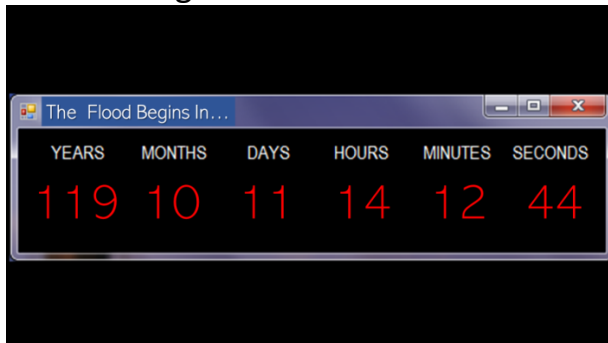 The Flood Begins In...
YEARS MONTHS DAYS HOURS MINUTES SECONDS
119 10 11 14 12 44